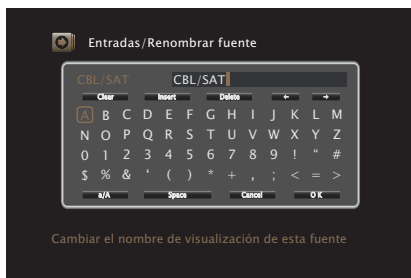 Entradas/Renombrar fuente
CBL/SAT CBL/SAT
Clear Insert Delete ← →
A B C D E F G H I J K L M
N O P Q R S T U V W X Y Z
0 1 2 3 4 5 6 7 8 9 ! “ #
$ % & ‘ ( ) * + , ; < = >
a/A Space Cancel OK
Cambiar el nombre de visualización de esta fuente